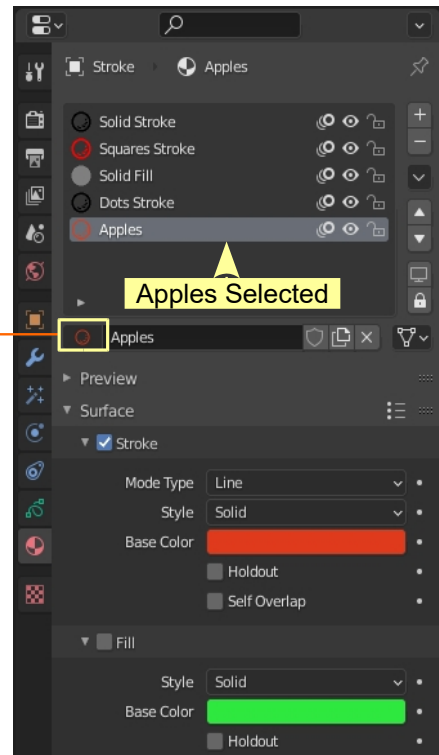 Stroke Apples
Solid Stroke
Squares Stroke
Solid Fill
Dots Stroke
Apples
Apples Selected
Apples
Preview
Surface
Stroke
Mode Type Line
Style Solid
Base Color
Holdout
Self Overlap
Fill
Style Solid
Base Color
Holdout